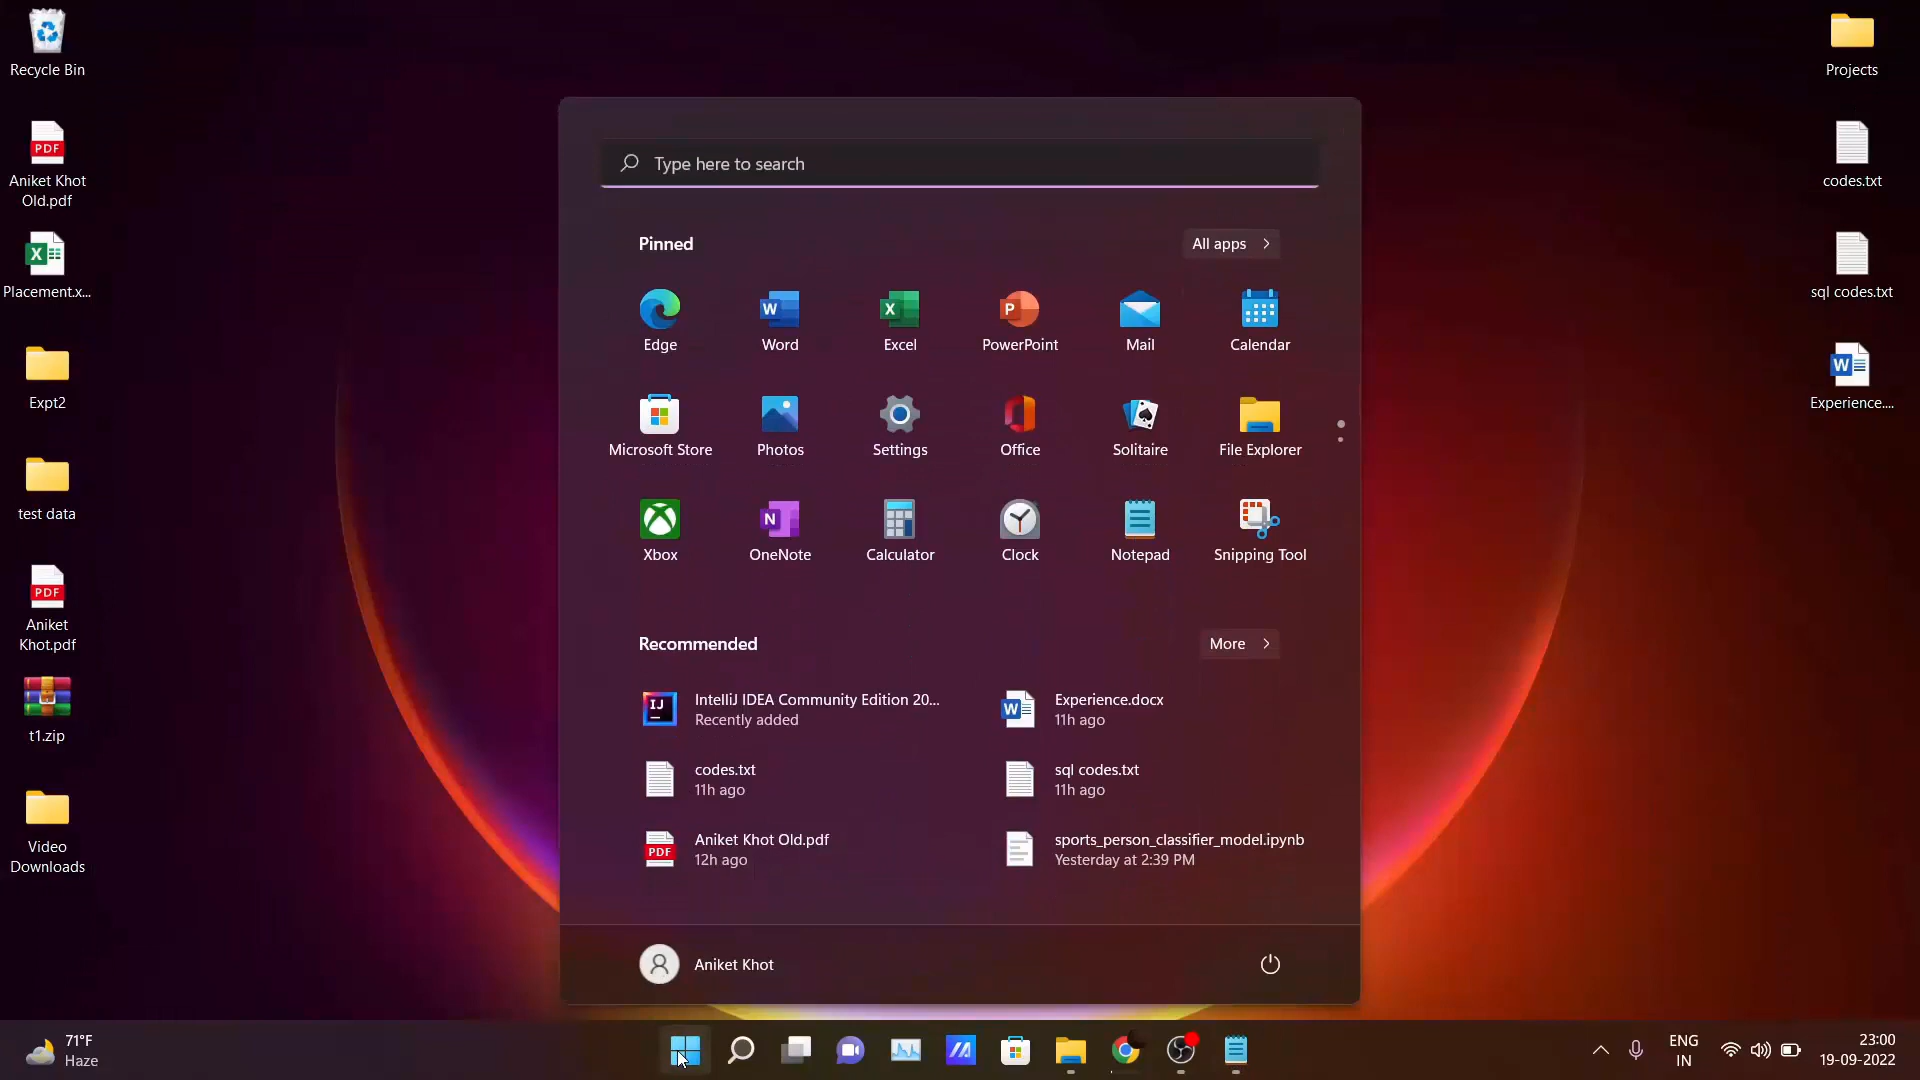 Recycle Bin
Aniket Khot
Old.pdf
Placement.x...
Expt2
test data
Aniket
Khot.pdf
t1.zip
Video
Downloads
Type here to search
Pinned
All apps
Edge
Word
Excel
PowerPoint
Mail
Calendar
Microsoft Store
Photos
Settings
Office
Solitaire
File Explorer
Xbox
OneNote
Calculator
Clock
Notepad
Snipping Tool
Recommended
More
IntelliJ IDEA Community Edition 20...
Recently added
Experience.docx
11h ago
codes.txt
11h ago
sql codes.txt
11h ago
Aniket Khot Old.pdf
12h ago
sports_person_classifier_model.ipynb
Yesterday at 2:39 PM
Aniket Khot
Projects
codes.txt
sql codes.txt
Experience....
71°F
Haze
ENG
IN
23:00
19-09-2022